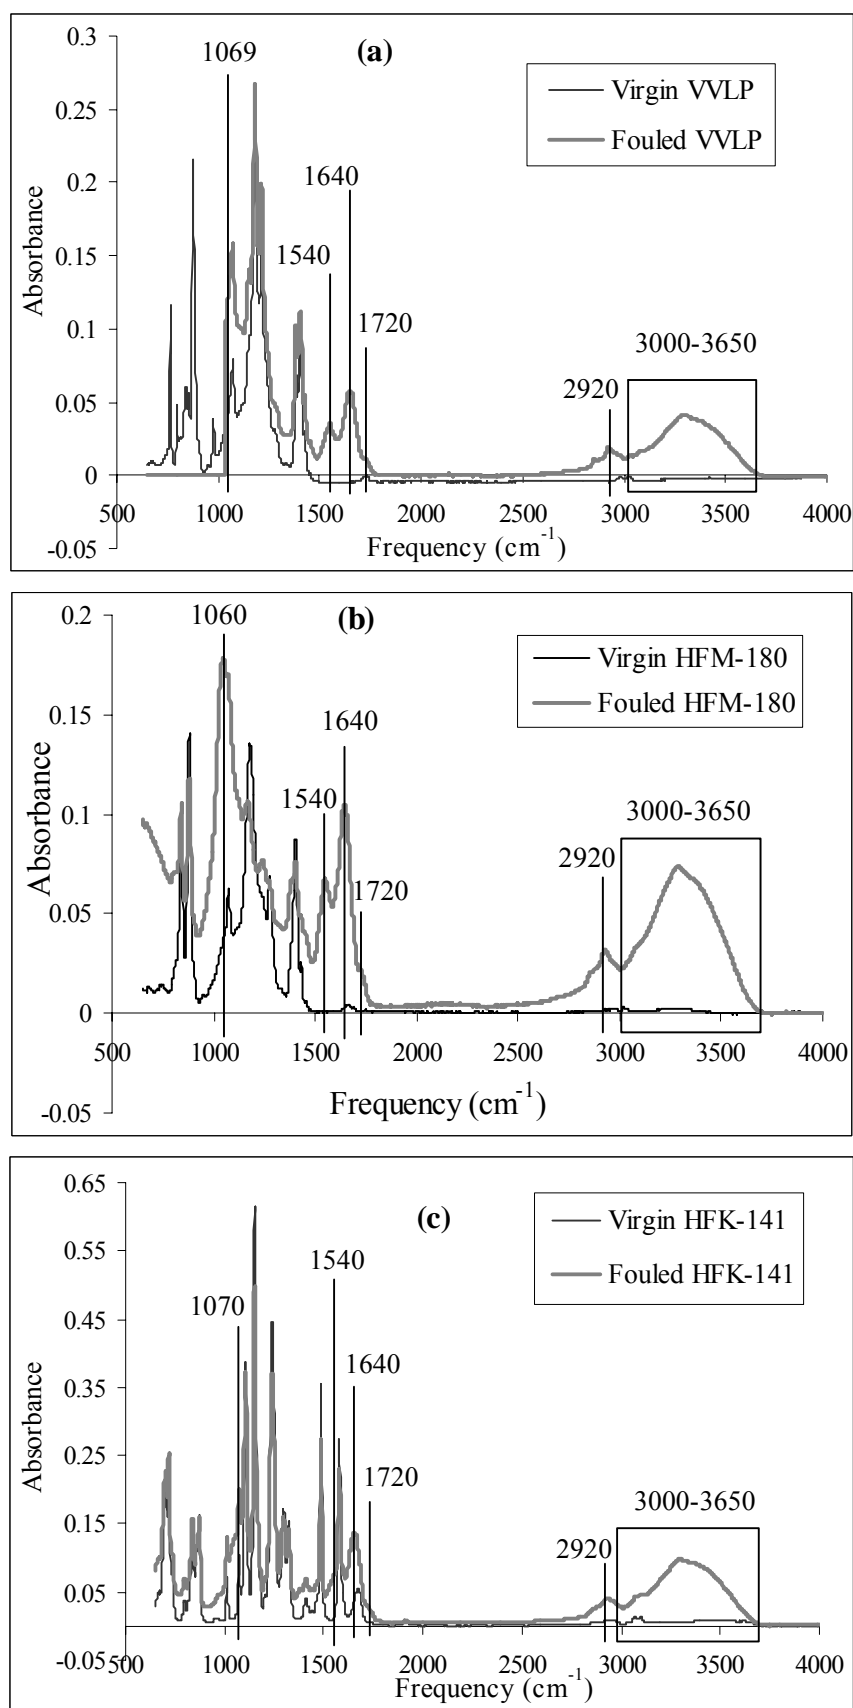 (a)
0.3
0.25
0.2
0.15
0.1
0.05
0
-0.05
Absorbance
1069
1540
1640
1720
2920
3000-3650
Virgin VVLP
Fouled VVLP
500 1000 1500 2000 2500 3000 3500 4000
Frequency (cm-1)
(b)
0.2
0.15
0.1
0.05
0
-0.05
Absorbance
1060
1540
1640
1720
2920
3000-3650
Virgin HFM-180
Fouled HFM-180
500 1000 1500 2000 2500 3000 3500 4000
Frequency (cm-1)
(c)
0.65
0.55
0.45
0.35
0.25
0.15
0.05
-0.05
Absorbance
1070
1540
1640
1720
2920
3000-3650
Virgin HFK-141
Fouled HFK-141
500 1000 1500 2000 2500 3000 3500 4000
Frequency (cm-1)